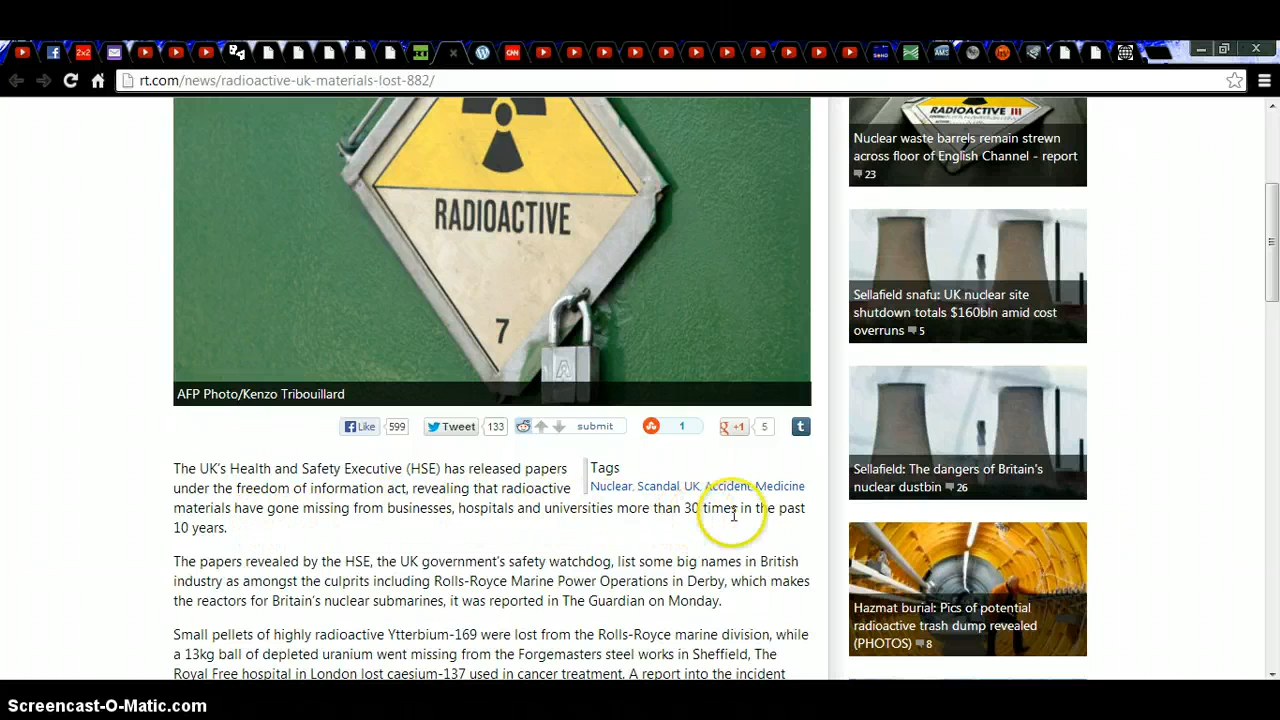 2x2
CNN
send
AMS
rt.com/news/radioactive-uk-materials-lost-882/
RADIOACTIVE
7
AFP Photo/Kenzo Tribouillard
Like 599 Tweet 133 submit 1 +1 5
The UK's Health and Safety Executive (HSE) has released papers
under the freedom of information act, revealing that radioactive
materials have gone missing from businesses, hospitals and universities more than 30 times in the past
10 years.
Tags
Nuclear, Scandal, UK, Accident, Medicine
The papers revealed by the HSE, the UK government's safety watchdog, list some big names in British
industry as amongst the culprits including Rolls-Royce Marine Power Operations in Derby, which makes
the reactors for Britain's nuclear submarines, it was reported in The Guardian on Monday.
Small pellets of highly radioactive Ytterbium-169 were lost from the Rolls-Royce marine division, while
a 13kg ball of depleted uranium went missing from the Forgemasters steel works in Sheffield, The
Royal Free hospital in London lost caesium-137 used in cancer treatment. A report into the incident
RADIOACTIVE III
Nuclear waste barrels remain strewn
across floor of English Channel - report
23
Sellafield snafu: UK nuclear site
shutdown totals $160bln amid cost
overruns 5
Sellafield: The dangers of Britain's
nuclear dustbin 26
Hazmat burial: Pics of potential
radioactive trash dump revealed
(PHOTOS) 8
Screencast-O-Matic.com